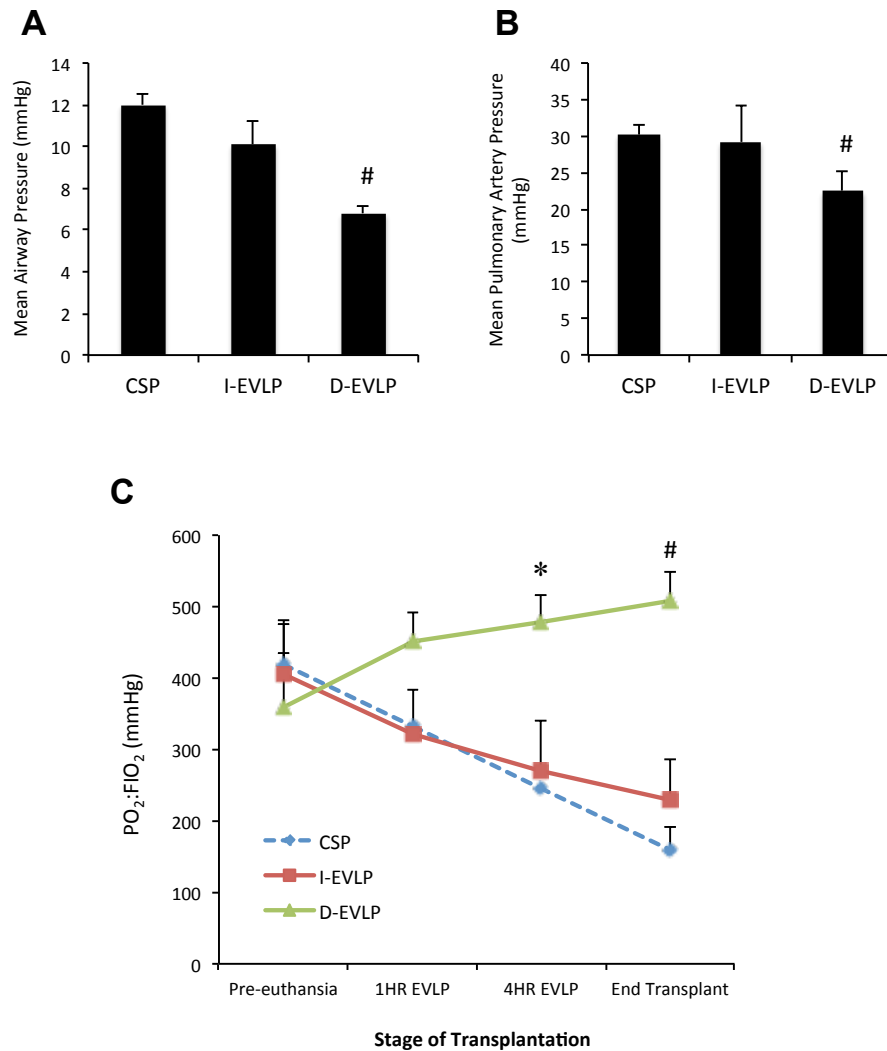 A
Mean Airway Pressure (mmHg)
14
12
10
8
6
4
2
0
#
CSP
I-EVLP
D-EVLP
B
Mean Pulmonary Artery Pressure
(mmHg)
40
35
30
25
20
15
10
5
0
#
CSP
I-EVLP
D-EVLP
C
PO₂:FIO₂ (mmHg)
600
500
400
300
200
100
0
*
#
CSP
I-EVLP
D-EVLP
Pre-euthansia
1HR EVLP
4HR EVLP
End Transplant
Stage of Transplantation